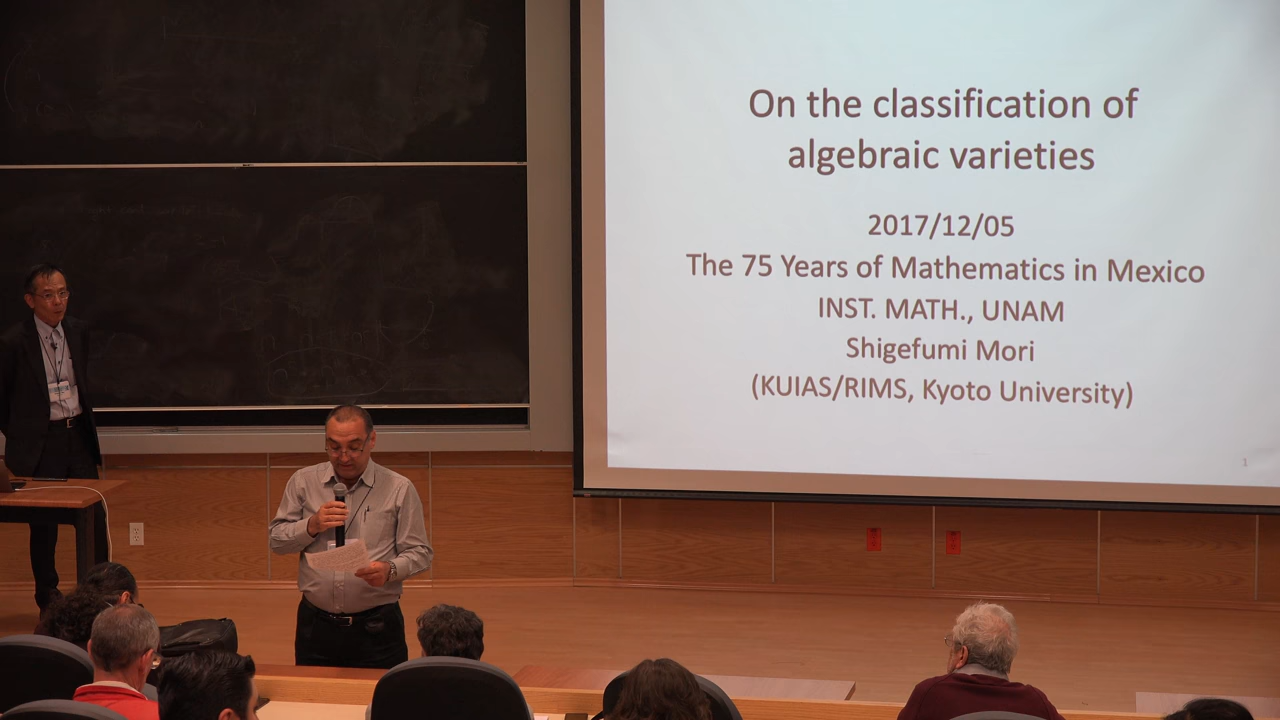 On the classification of
algebraic varieties
2017/12/05
The 75 Years of Mathematics in Mexico
INST. MATH., UNAM
Shigefumi Mori
(KUIAS/RIMS, Kyoto University)
1